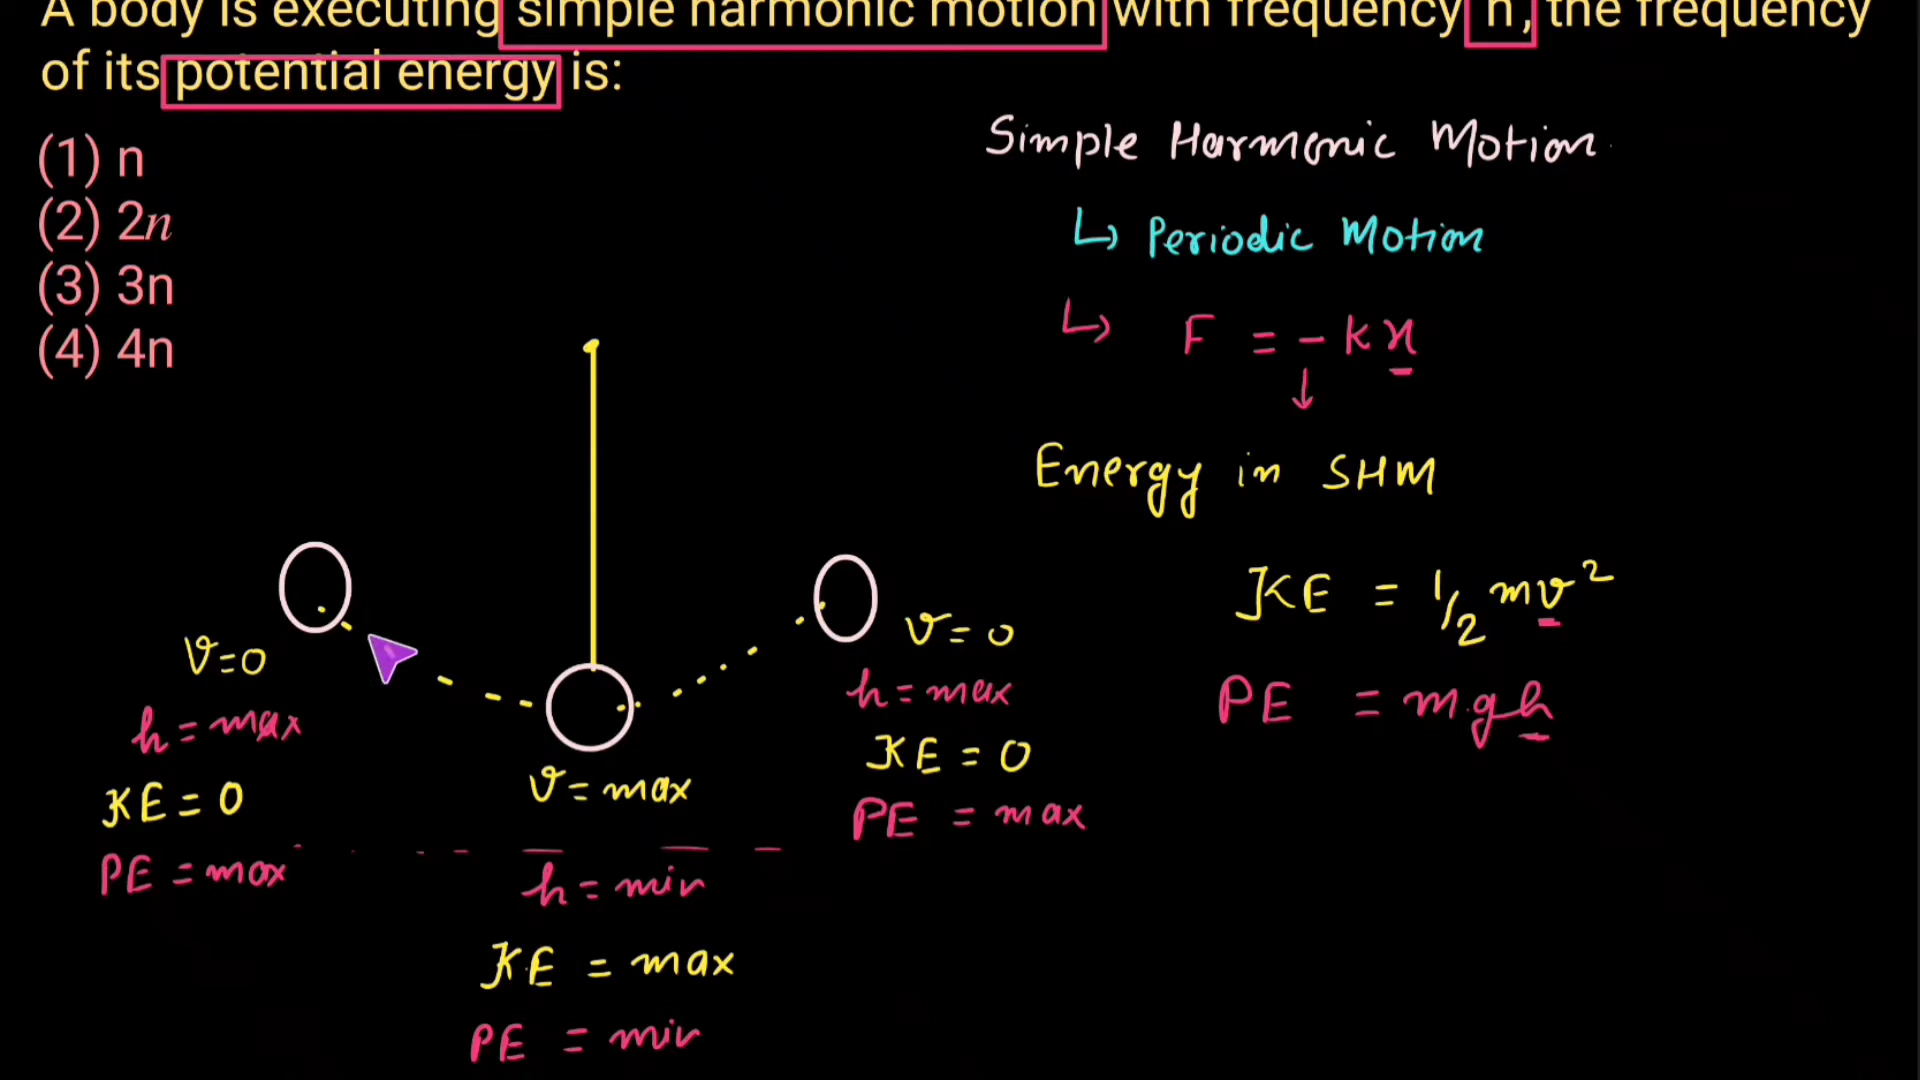 A body is executing simple harmonic motion with frequency 'n', the frequency
of its potential energy is:
(1) n
(2) 2n
(3) 3n
(4) 4n
Simple Harmonic Motion
↳ Periodic Motion
↳ F = - k x
↓
Energy in SHM
KE = 1/2 mv²
PE = mgh
v=0
h = max
KE = 0
PE = max
v = max
h = min
KE = max
PE = min
v = 0
h = max
KE = 0
PE = max